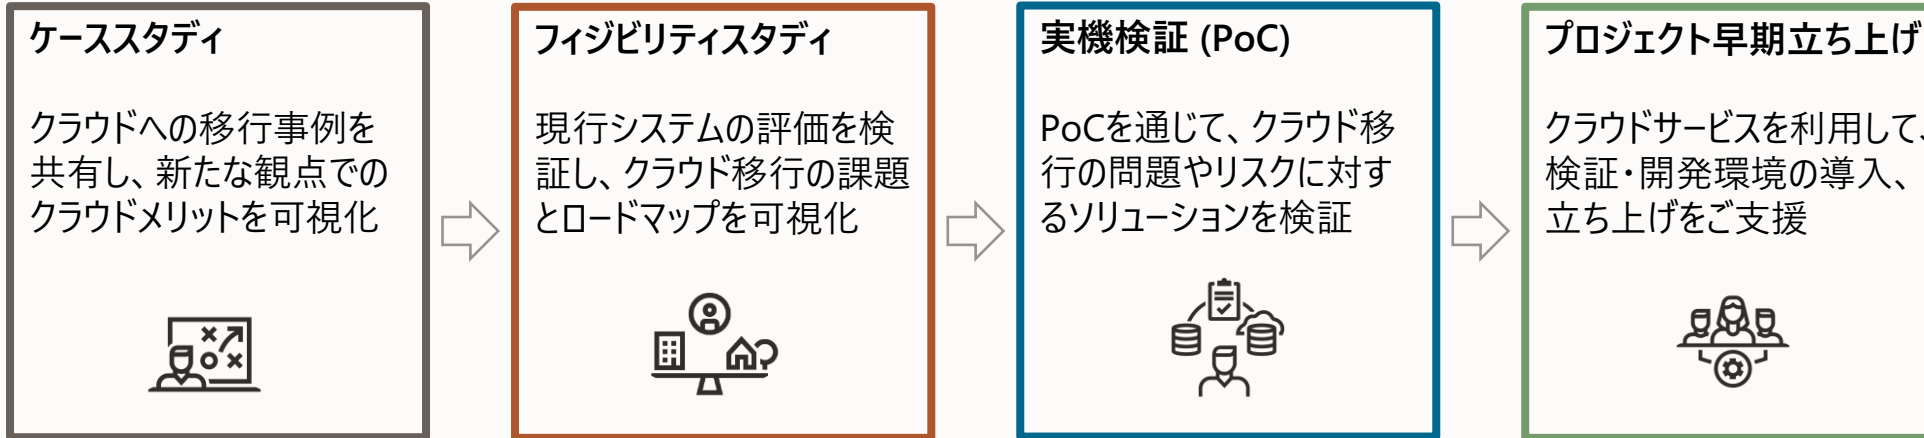 ケーススタディ
クラウドへの移行事例を
共有し、新たな観点での
クラウドメリットを可視化
フィジビリティスタディ
現行システムの評価を検
証し、クラウド移行の課題
とロードマップを可視化
実機検証 (PoC)
PoCを通じて、クラウド移
行の問題やリスクに対す
るソリューションを検証
プロジェクト早期立ち上げ
クラウドサービスを利用して、
検証・開発環境の導入、
立ち上げをご支援